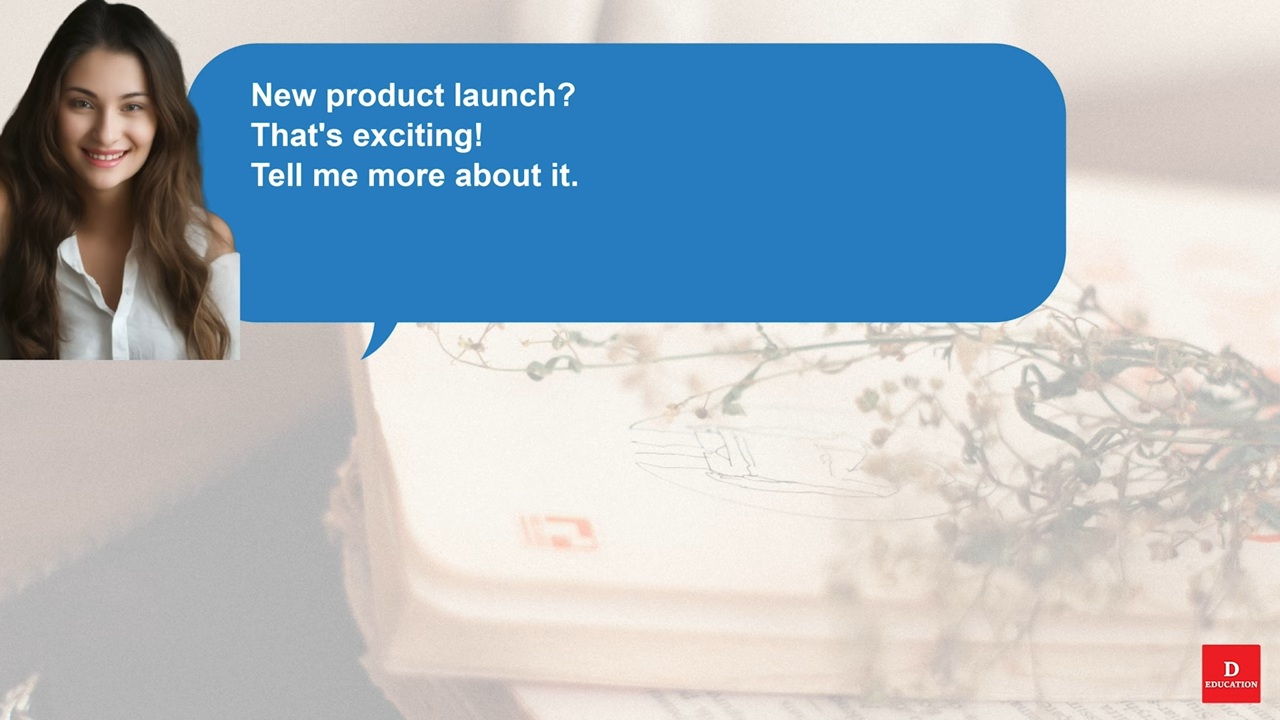 New product launch?
That's exciting!
Tell me more about it.
D
EDUCATION